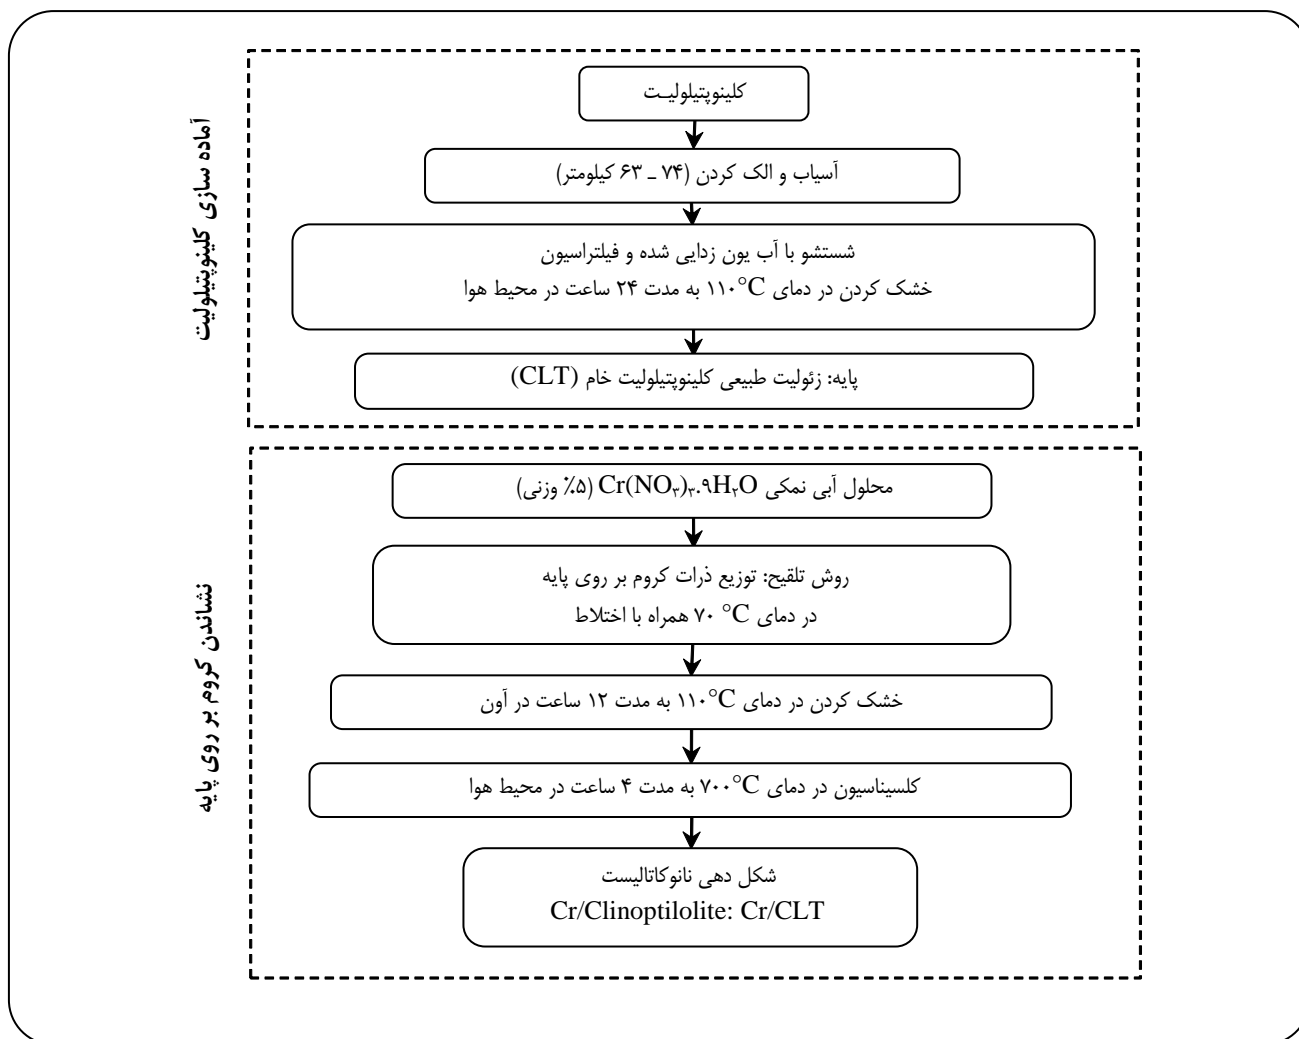 آماده سازی کلینوپتیلولیت
کلینوپتیلولیـت
آسیاب و الک کردن (۷۴ ـ ۶۳ کیلومتر)
شستشو با آب یون زدایی شده و فیلتراسیون
خشک کردن در دمای ۱۱۰°C به مدت ۲۴ ساعت در محیط هوا
پایه: زئولیت طبیعی کلینوپتیلولیت خام (CLT)
نشاندن کروم بر روی پایه
محلول آبی نمکی Cr(NO۳)۳.۹H۲O (۵٪ وزنی)
روش تلقیح: توزیع ذرات کروم بر روی پایه
در دمای ۷۰ °C همراه با اختلاط
خشک کردن در دمای ۱۱۰°C به مدت ۱۲ ساعت در آون
کلسیناسیون در دمای ۷۰۰°C به مدت ۴ ساعت در محیط هوا
شکل دهی نانوکاتالیست
Cr/Clinoptilolite: Cr/CLT